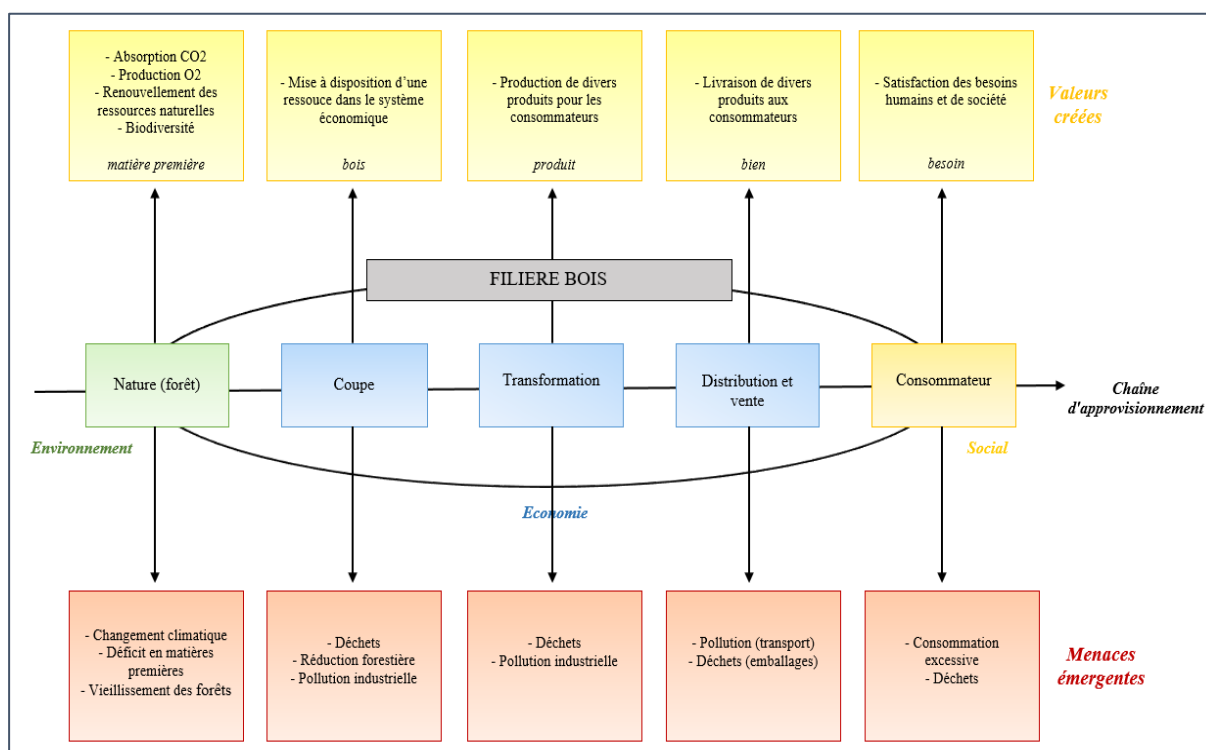 - Absorption CO2
- Production O2
- Renouvellement des
ressources naturelles
- Biodiversité
matière première
- Mise à disposition d'une
ressouce dans le système
économique
bois
- Production de divers
produits pour les
consommateurs
produit
- Livraison de divers
produits aux
consommateurs
bien
- Satisfaction des besoins
humains et de société
besoin
Valeurs
créées
FILIERE BOIS
Nature (forêt)
Coupe
Transformation
Distribution et
vente
Consommateur
Chaîne
d'approvisionnement
Environnement
Social
Economie
- Changement climatique
- Déficit en matières
premières
- Vieillissement des forêts
- Déchets
- Réduction forestière
- Pollution industrielle
- Déchets
- Pollution industrielle
- Pollution (transport)
- Déchets (emballages)
- Consommation
excessive
- Déchets
Menaces
émergentes